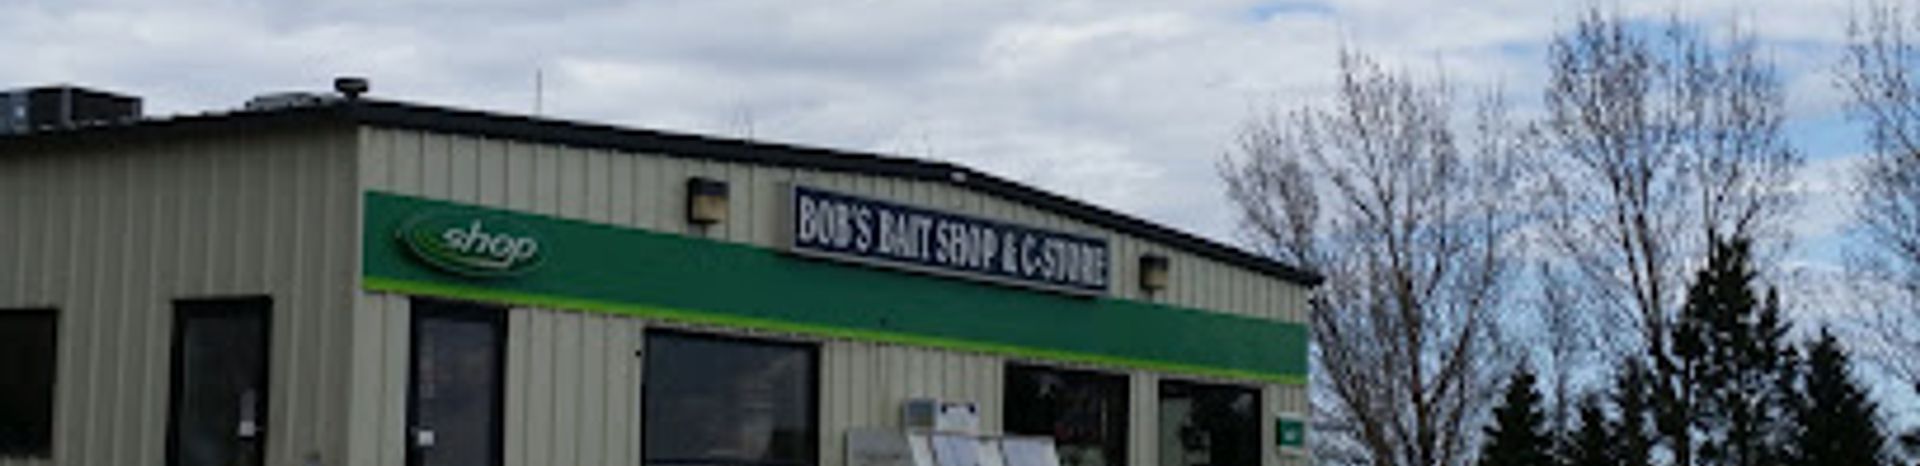 shop
BOB'S BAIT SHOP & C-STORE